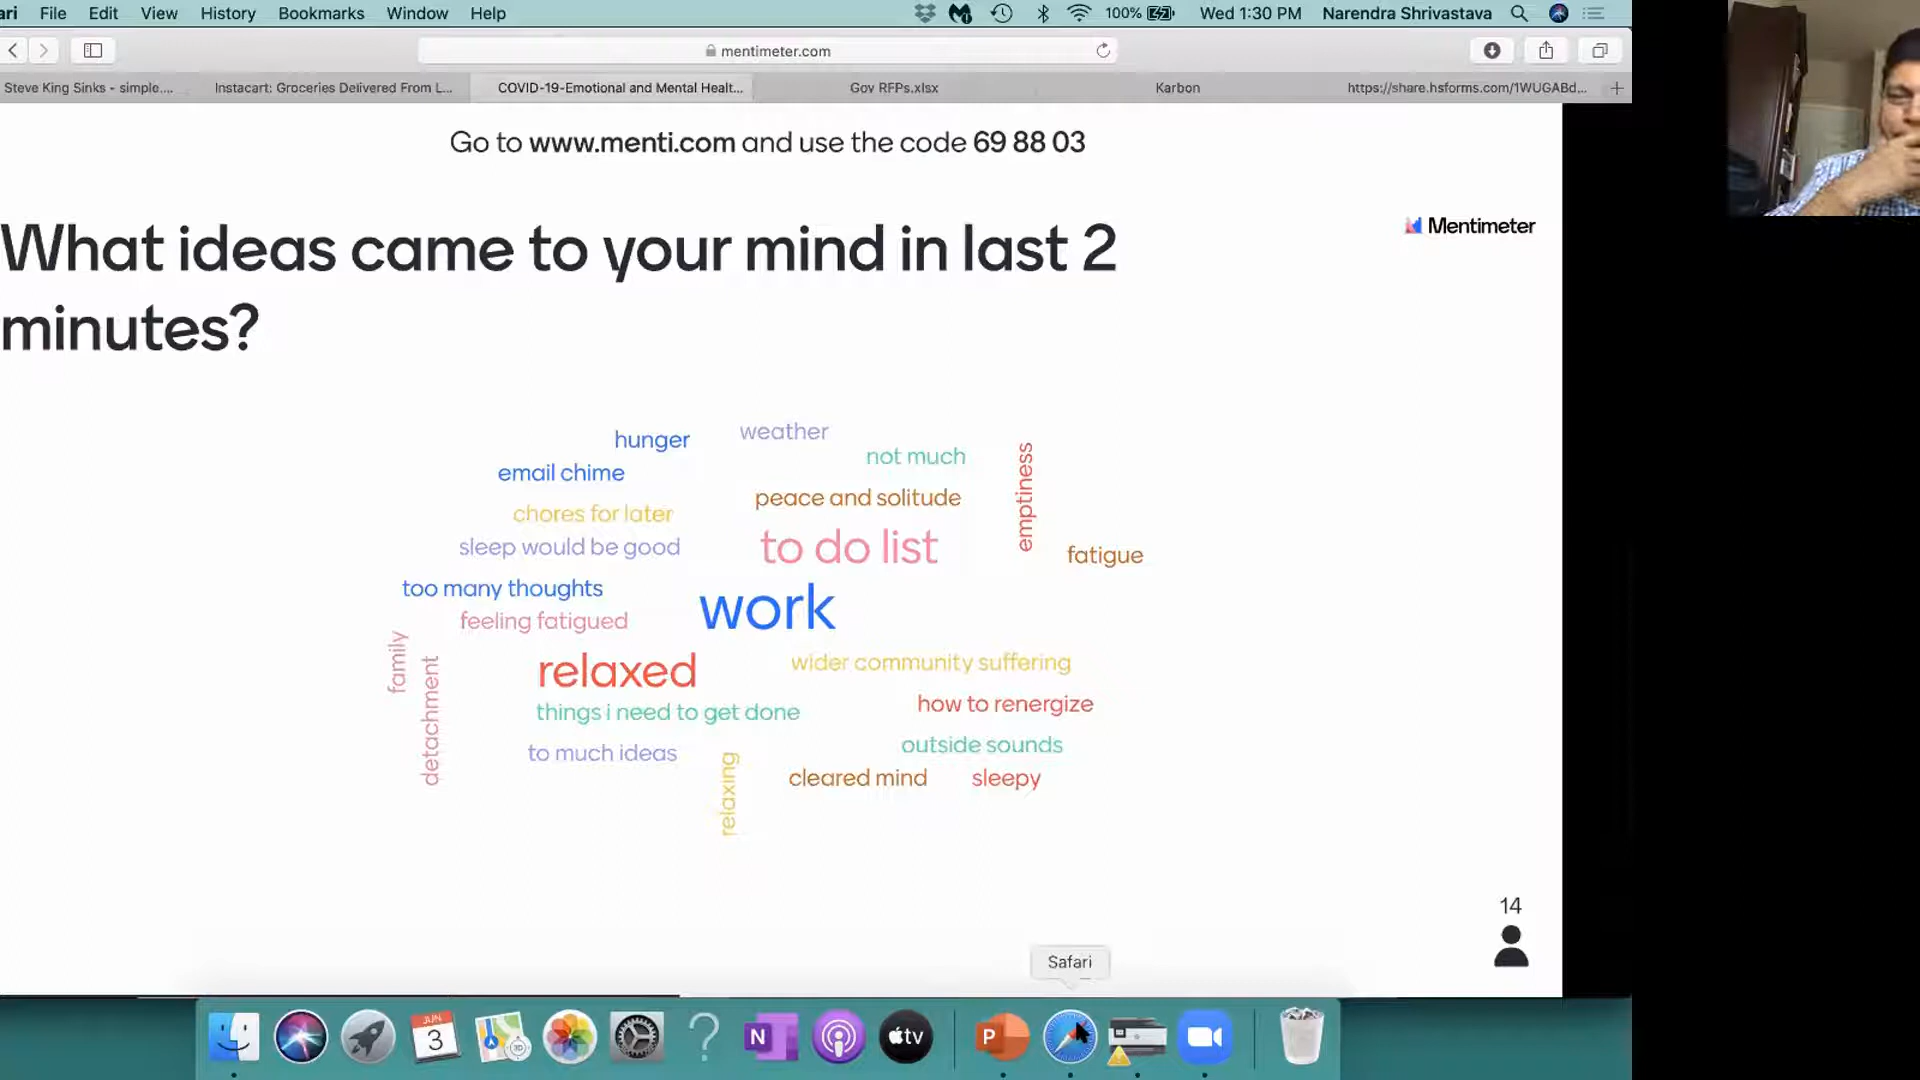 ari File Edit View History Bookmarks Window Help 100% Wed 1:30 PM Narendra Shrivastava
mentimeter.com
Steve King Sinks - simple.... Instacart: Groceries Delivered From L... COVID-19-Emotional and Mental Healt... Gov RFPs.xlsx Karbon https://share.hsforms.com/1WUGABd... +
Go to www.menti.com and use the code 69 88 03
Mentimeter
What ideas came to your mind in last 2
minutes?
hunger
weather
not much
email chime
emptiness
peace and solitude
chores for later
to do list
sleep would be good
fatigue
too many thoughts
work
feeling fatigued
family
detachment
relaxed
wider community suffering
how to renergize
things i need to get done
outside sounds
to much ideas
relaxing
cleared mind
sleepy
14
Safari
JUN
3
3D
N
tv
P